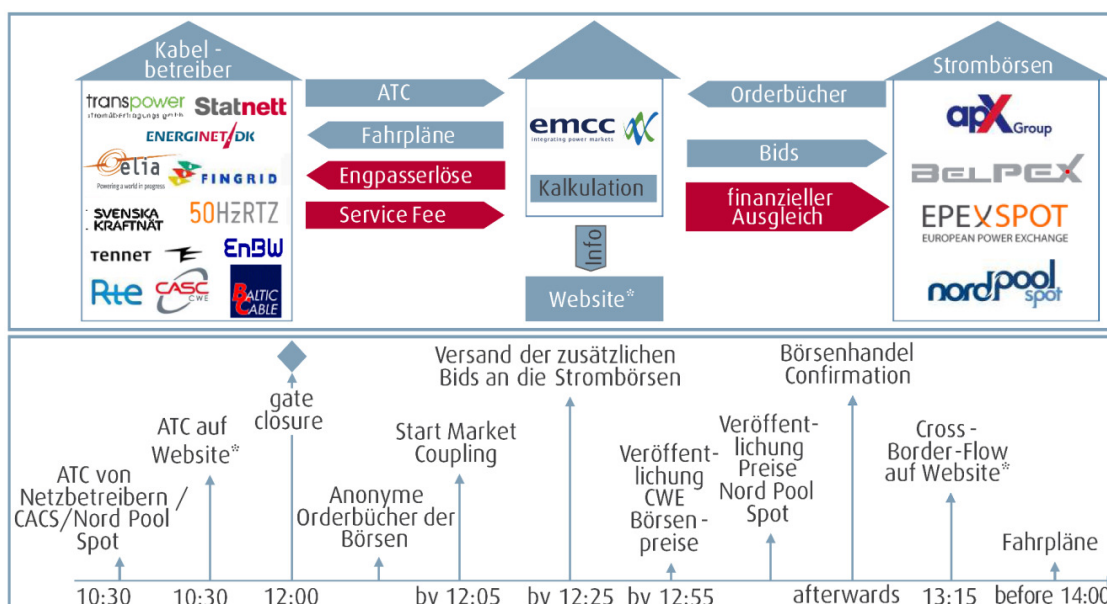 Kabel -
betreiber
Strombörsen
transpower
stromübertragungs gmbh
Statnett
ENERGINET/DK
elia
Powering a world in progress
FINGRID
SVENSKA
KRAFTNÄT
50HzRTZ
TenneT
EnBW
Rte
CASC
CWE
BALTIC
CABLE
ATC
Fahrpläne
Engpasserlöse
Service Fee
emcc
integrating power markets
Kalkulation
Info
Website*
Orderbücher
Bids
finanzieller
Ausgleich
apX
Group
BELPEX
EPEXSPOT
EUROPEAN POWER EXCHANGE
nordpool
spot
ATC von
Netzbetreibern /
CACS/Nord Pool
Spot
ATC auf
Website*
gate
closure
Anonyme
Orderbücher der
Börsen
Start Market
Coupling
Versand der zusätzlichen
Bids an die Strombörsen
Veröffent-
lichung
CWE
Börsen -
preise
Veröffent-
lichung
Preise
Nord Pool
Spot
Börsenhandel
Confirmation
Cross -
Border-Flow
auf Website*
Fahrpläne
10:30
10:30
12:00
by 12:05
by 12:25
by 12:55
afterwards
13:15
before 14:00